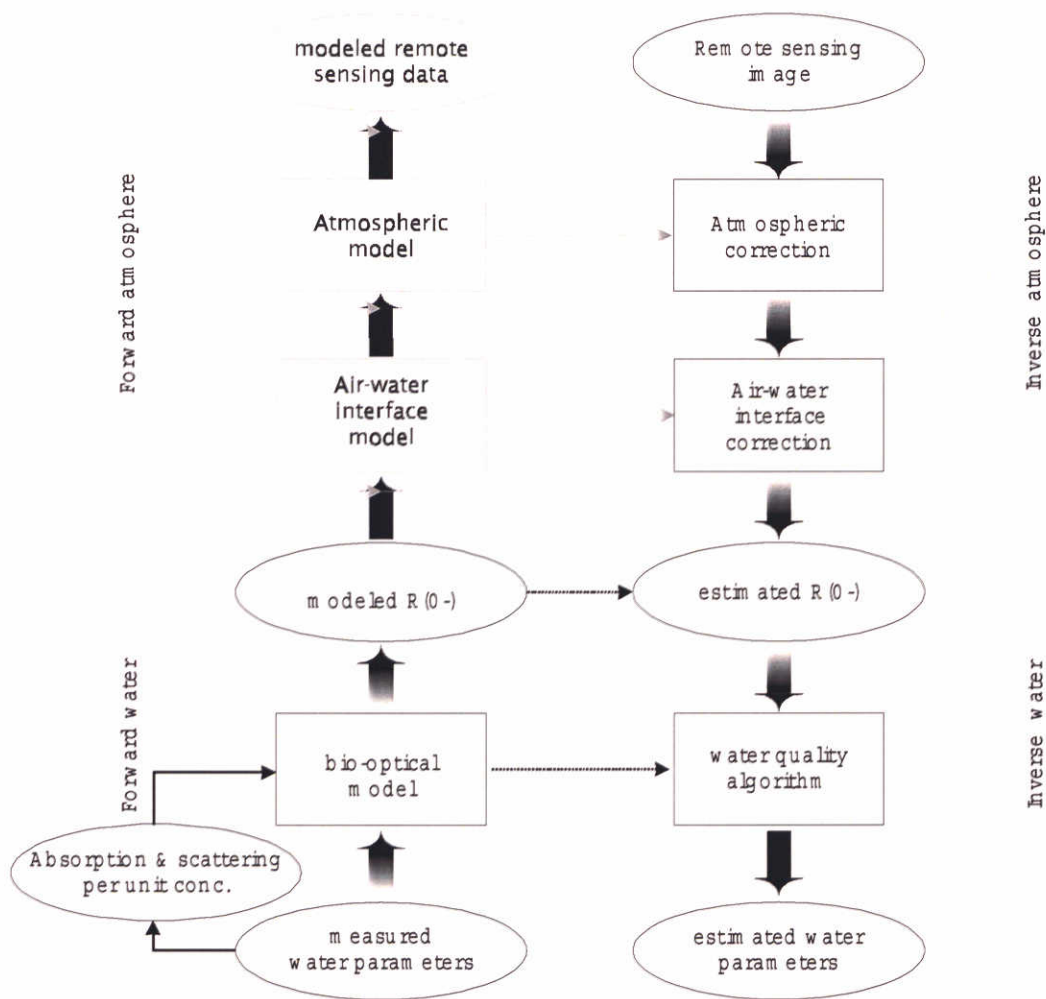 modeled remote
sensing data
Remote sensing
image
Forward atmosphere
Inverse atmosphere
Atmospheric
model
Atmospheric
correction
Air-water
interface
model
Air-water
interface
correction
modeled R(0-)
estimated R(0-)
Forward water
Inverse water
bio-optical
model
water quality
algorithm
Absorption & scattering
per unit conc.
measured
water parameters
estimated water
parameters